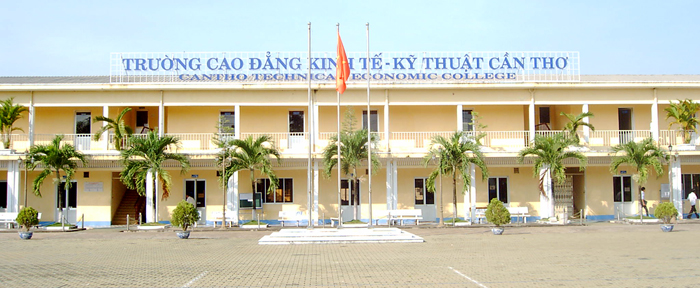 TRƯỜNG CAO ĐẲNG KINH TẾ - KỸ THUẬT CẦN THƠ
CANTHO TECHNICAL ECONOMIC COLLEGE